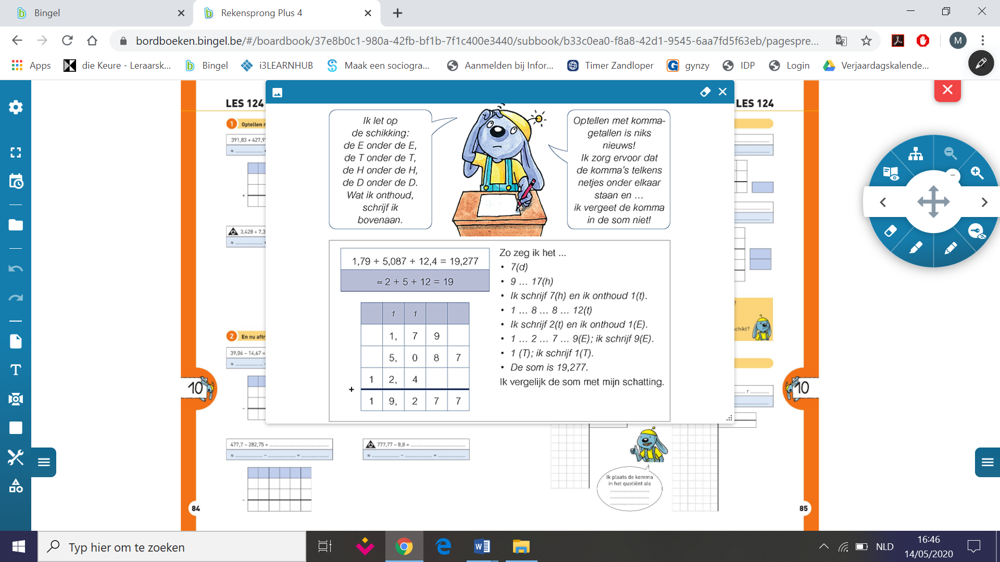 Bingel
Rekensprong Plus 4
bordboeken.bingel.be/#/boardbook/37e8b0c1-980a-42fb-bf1b-7f1c400e3440/subbook/b33c0ea0-f8a8-42d1-9545-6aa7fd5f63eb/pagespre...
M
Apps
die Keure - Leraarsk...
Bingel
i3LEARNHUB
Maak een sociogra...
Aanmelden bij Infor...
Timer Zandloper
gynzy
IDP
Login
Verjaardagskalende...
LES 124
LES 124
1 Optellen
391,83 + 427,9
≈
+
3,428 + 7,3
≈
2 En nu aftr
39,06 – 14,67 =
≈
10
–
477,7 – 282,75 =
≈ – =
–
777,77 – 8,8 =
≈ – =
84
Ik let op
de schikking:
de E onder de E,
de T onder de T,
de H onder de H,
de D onder de D.
Wat ik onthoud,
schrijf ik
bovenaan.
Optellen met komma-
getallen is niks
nieuws!
Ik zorg ervoor dat
de komma's telkens
netjes onder elkaar
staan en …
ik vergeet de komma
in de som niet!
1,79 + 5,087 + 12,4 = 19,277
≈ 2 + 5 + 12 = 19
1 1
1, 7 9
5, 0 8 7
1 2, 4
+
1 9, 2 7 7
Zo zeg ik het ...
• 7(d)
• 9 … 17(h)
• Ik schrijf 7(h) en ik onthoud 1(t).
• 1 … 8 … 8 … 12(t)
• Ik schrijf 2(t) en ik onthoud 1(E).
• 1 … 2 … 7 … 9(E); ik schrijf 9(E).
• 1 (T); ik schrijf 1(T).
• De som is 19,277.
Ik vergelijk de som met mijn schatting.
chikt?
r
10
Ik plaats de komma
in het quotiënt als
85
T
Typ hier om te zoeken
NLD
16:46
14/05/2020